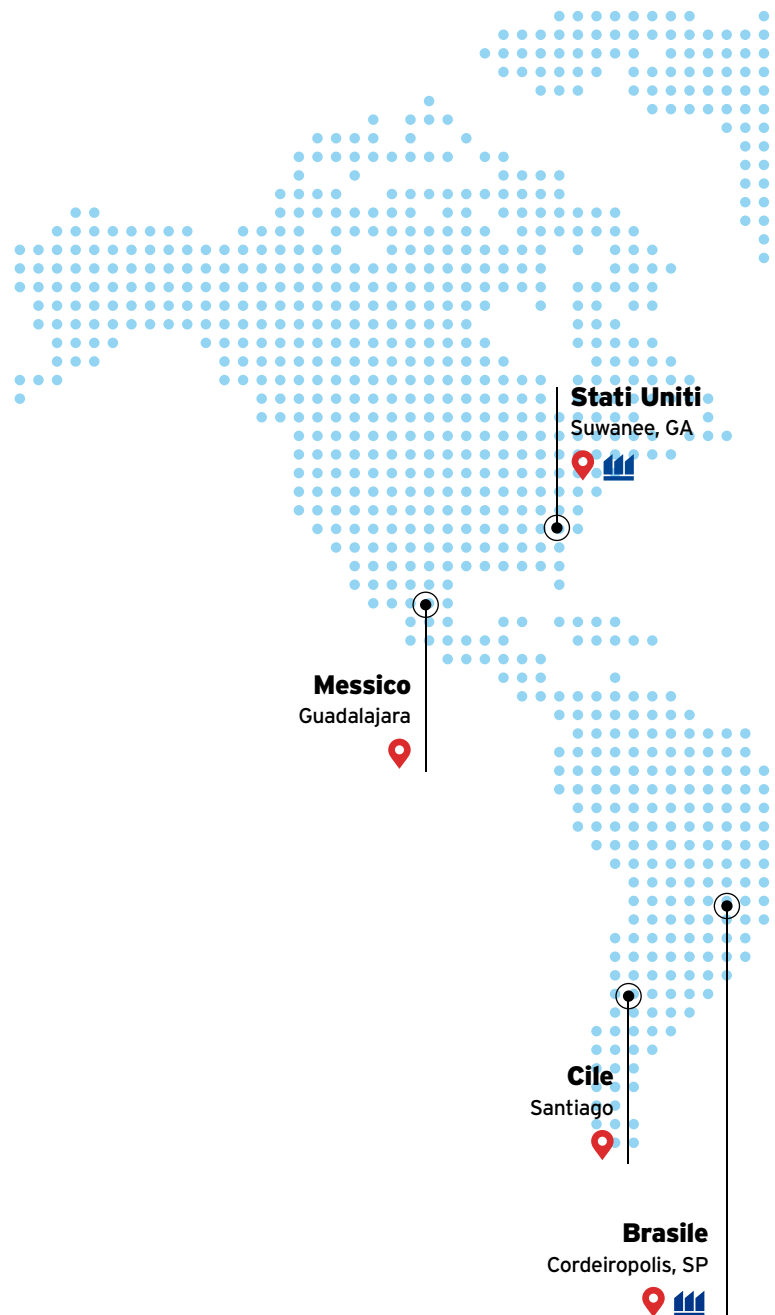 Stati Uniti
Suwanee, GA
Messico
Guadalajara
Cile
Santiago
Brasile
Cordeiropolis, SP